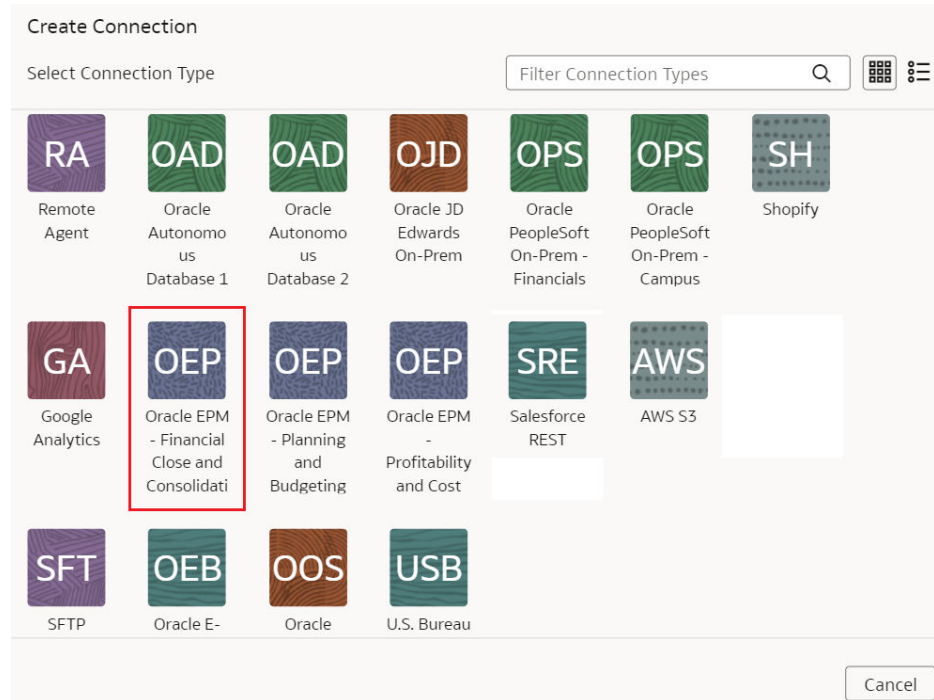 Create Connection
Select Connection Type
Filter Connection Types
RA OAD OAD OJD OPS OPS SH
Remote Oracle Oracle Oracle JD Oracle Oracle Shopify
Agent Autonomo Autonomo Edwards PeopleSoft PeopleSoft
us us On-Prem On-Prem - On-Prem -
Database 1 Database 2 Financials Campus
GA OEP OEP OEP SRE AWS
Google Oracle EPM Oracle EPM Oracle EPM Salesforce AWS S3
Analytics - Financial - Planning - REST
Close and and Profitability
Consolidati Budgeting and Cost
SFT OEB OOS USB
SFTP Oracle E- Oracle U.S. Bureau
Cancel